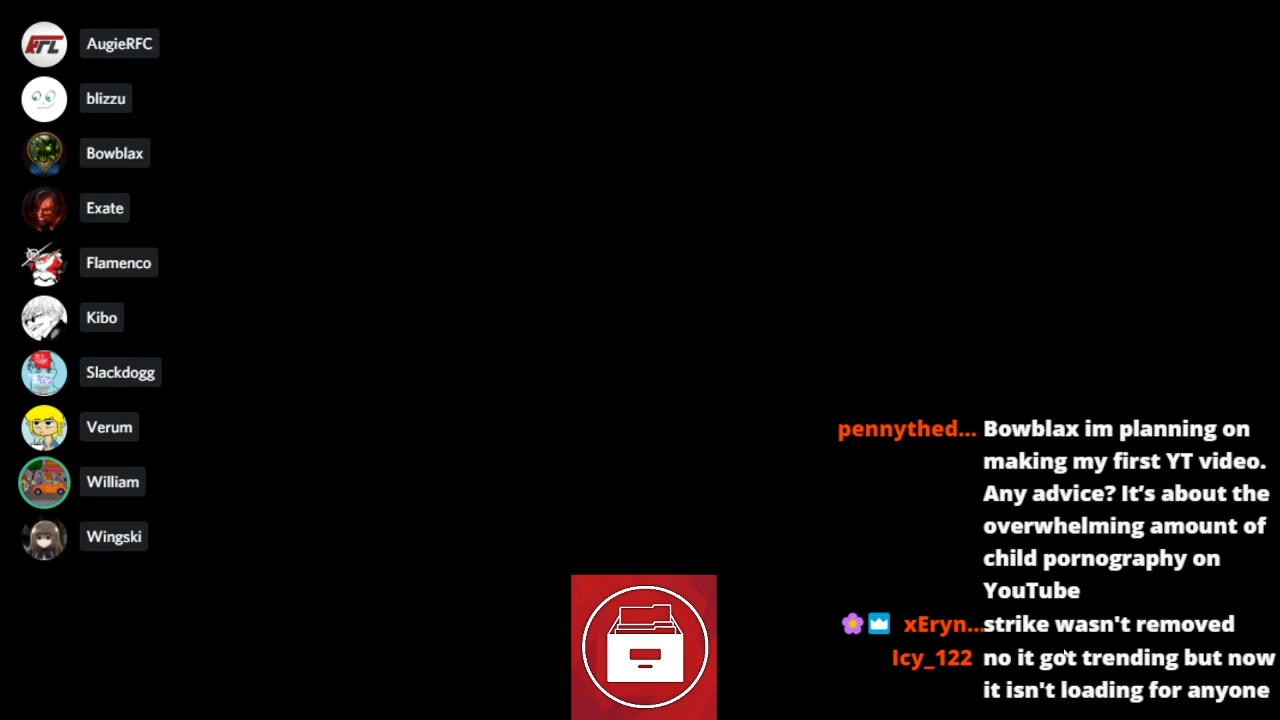 AugieRFC
blizzu
Bowblax
Exate
Flamenco
Kibo
Slackdogg
Verum
William
Wingski
pennythed... Bowblax im planning on
making my first YT video.
Any advice? It’s about the
overwhelming amount of
child pornography on
YouTube
xEryn... strike wasn't removed
Icy_122 no it got trending but now
it isn't loading for anyone